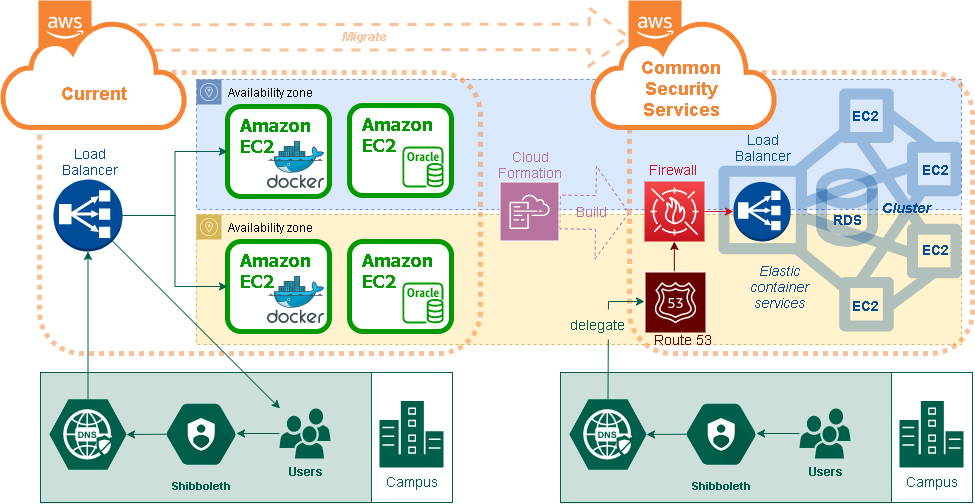 aws
Current
Migrate
aws
Common
Security
Services
Availability zone
Amazon
EC2
docker
Amazon
EC2
Oracle
Load
Balancer
Availability zone
Amazon
EC2
docker
Amazon
EC2
Oracle
Cloud
Formation
Build
Firewall
Load
Balancer
EC2
EC2
RDS
Cluster
EC2
EC2
Elastic
container
services
53
Route 53
delegate
DNS
Shibboleth
Users
Campus
DNS
Shibboleth
Users
Campus